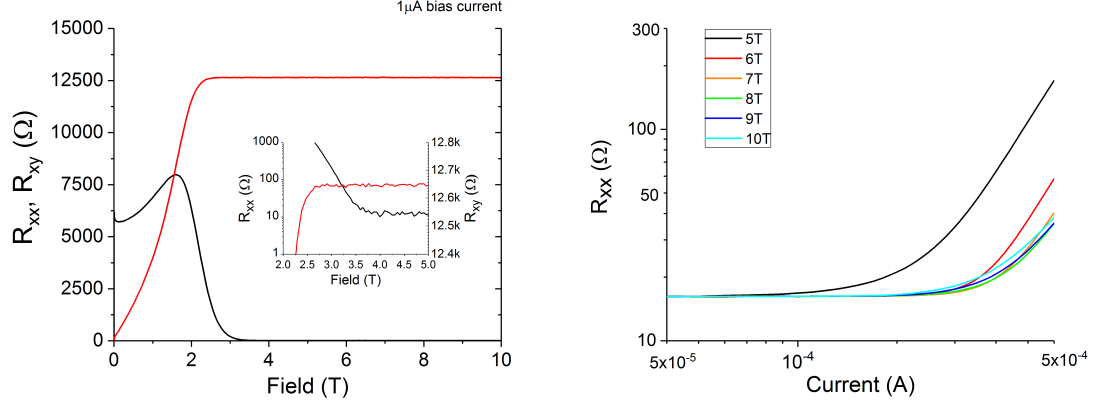 1μA bias current
15000
12500
10000
7500
5000
2500
0
Rxx, Rxy (Ω)
0 2 4 6 8 10
Field (T)
1000
100
10
1
Rxx (Ω)
12.8k
12.7k
12.6k
12.5k
12.4k
Rxy (Ω)
2.0 2.5 3.0 3.5 4.0 4.5 5.0
Field (T)
300
100
50
10
Rxx (Ω)
5T
6T
7T
8T
9T
10T
5x10⁻⁵ 10⁻⁴ 5x10⁻⁴
Current (A)